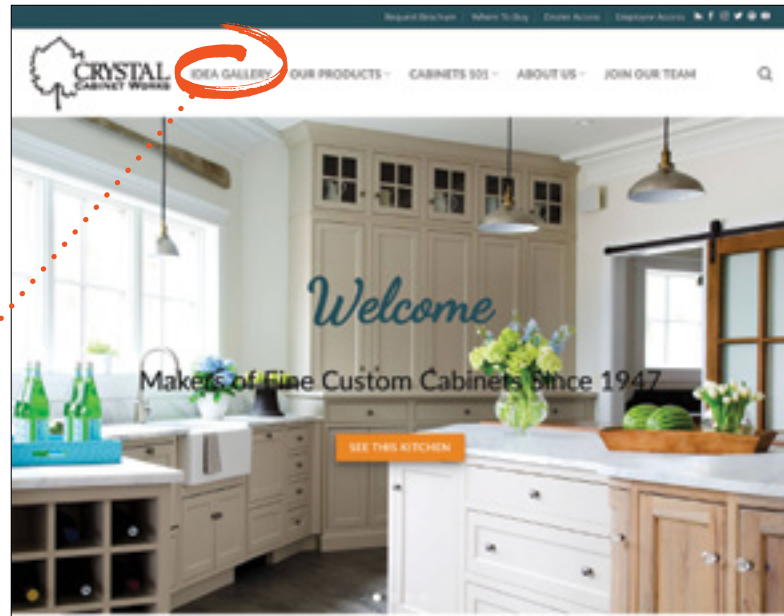 Request Brochure Where To Buy Dealer Access Employee Access
CRYSTAL
CABINET WORKS
IDEA GALLERY OUR PRODUCTS CABINETS 101 ABOUT US JOIN OUR TEAM
Welcome
Makers of Fine Custom Cabinets Since 1947
SEE THIS KITCHEN